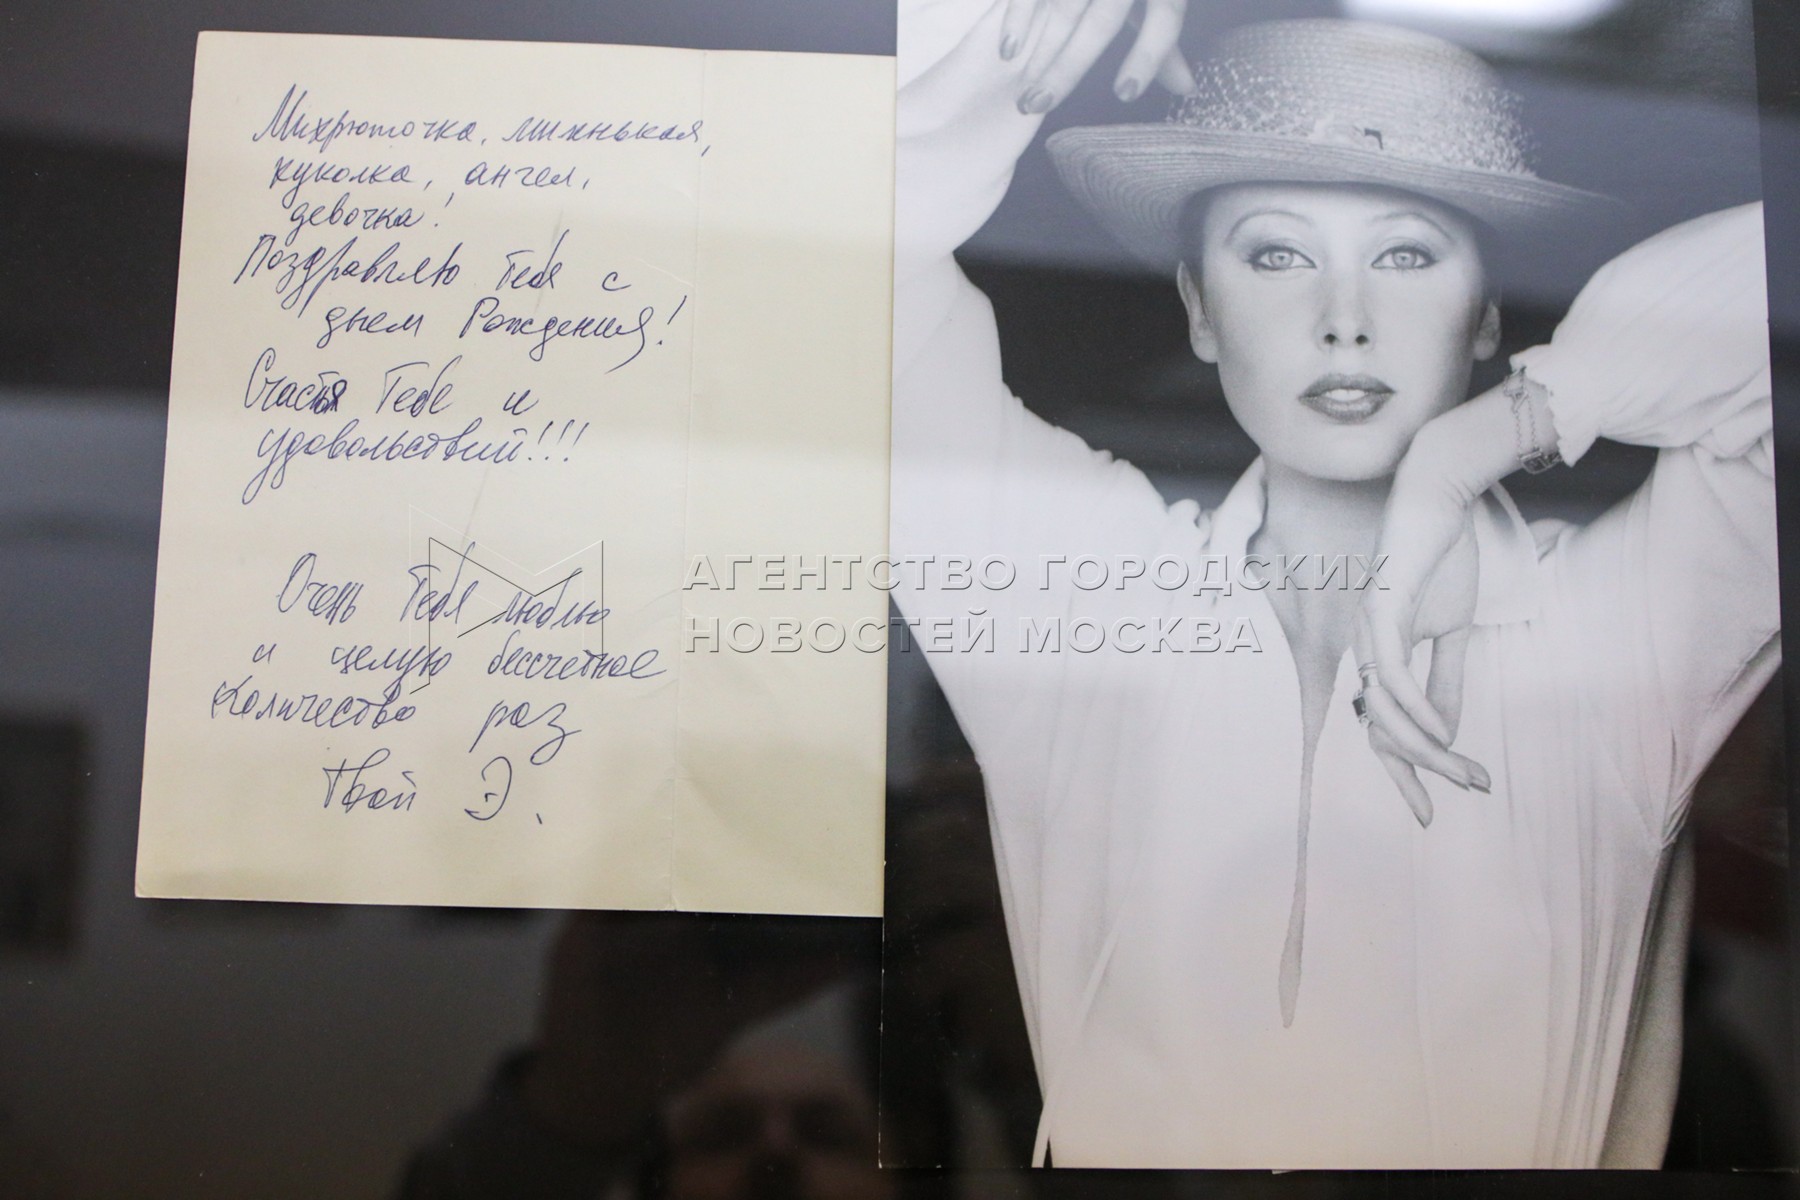 Михрюточка, миннькая,
куколка, ангел,
девочка!
Поздравляю тебя с
днем Рождения!
Счастья Тебе и
удовольствий!!!
Очень Тебя люблю
и целую бессчетное
количество раз
Твой Э.
АГЕНТСТВО ГОРОДСКИХ
НОВОСТЕЙ МОСКВА